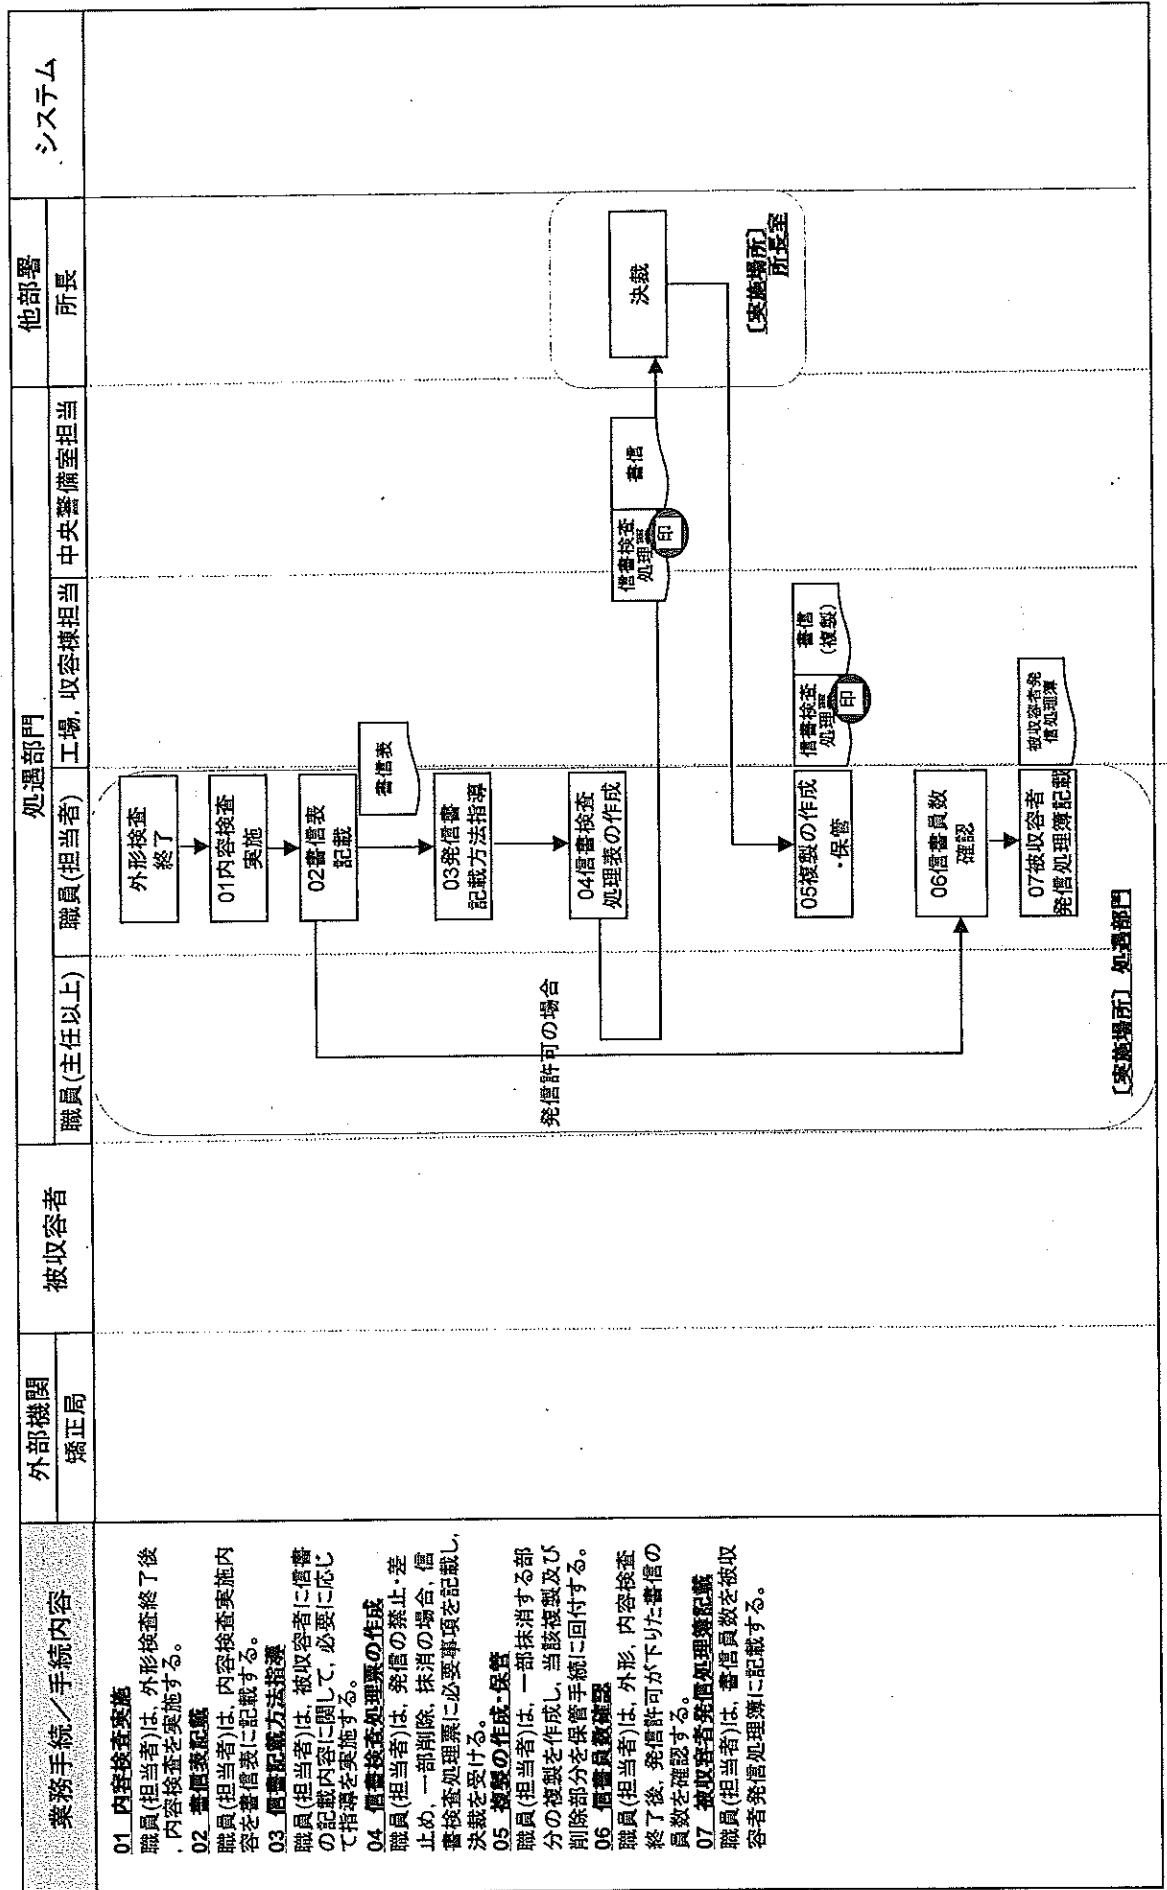 業務手続／手続内容
外部機関
矯正局
被収容者
処遇部門
職員(主任以上)
職員(担当者)
工場，収容棟担当
中央警備室担当
他部署
所長
システム
01 内容検査実施
職員(担当者)は，外形検査終了後
，内容検査を実施する。
02 書信表記載
職員(担当者)は，内容検査実施内
容を書信表に記載する。
03 信書記載方法指導
職員(担当者)は，被収容者に信書
の記載内容に関して，必要に応じ
て指導を実施する。
04 信書検査処理票の作成
職員(担当者)は，発信の禁止・差
止め，一部削除，抹消の場合，信
書検査処理票に必要事項を記載し，
決裁を受ける。
05 複製の作成・保管
職員(担当者)は，一部抹消する部
分の複製を作成し，当該複製及び
削除部分を保管手続に回付する。
06 信書員数確認
職員(担当者)は，外形，内容検査
終了後，発信許可が下りた書信の
員数を確認する。
07 被収容者発信処理簿記載
職員(担当者)は，書信員数を被収
容者発信処理簿に記載する。
外形検査
終了
01内容検査
実施
02書信表
記載
書信表
03発信書
記載方法指導
04信書検査
処理表の作成
発信許可の場合
信書検査
処理票
印
書信
決裁
〔実施場所〕
所長室
05複製の作成
・保管
信書検査
処理票
印
書信
(複製)
06信書員数
確認
07被収容者
発信処理簿記載
被収容者発
信処理簿
〔実施場所〕 処遇部門